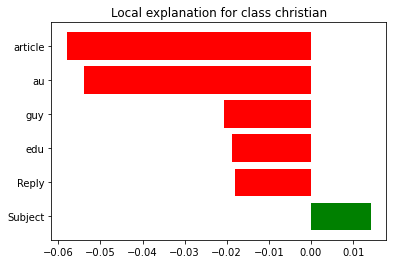 Local explanation for class christian
article
au
guy
edu
Reply
Subject
−0.06 −0.05 −0.04 −0.03 −0.02 −0.01 0.00 0.01